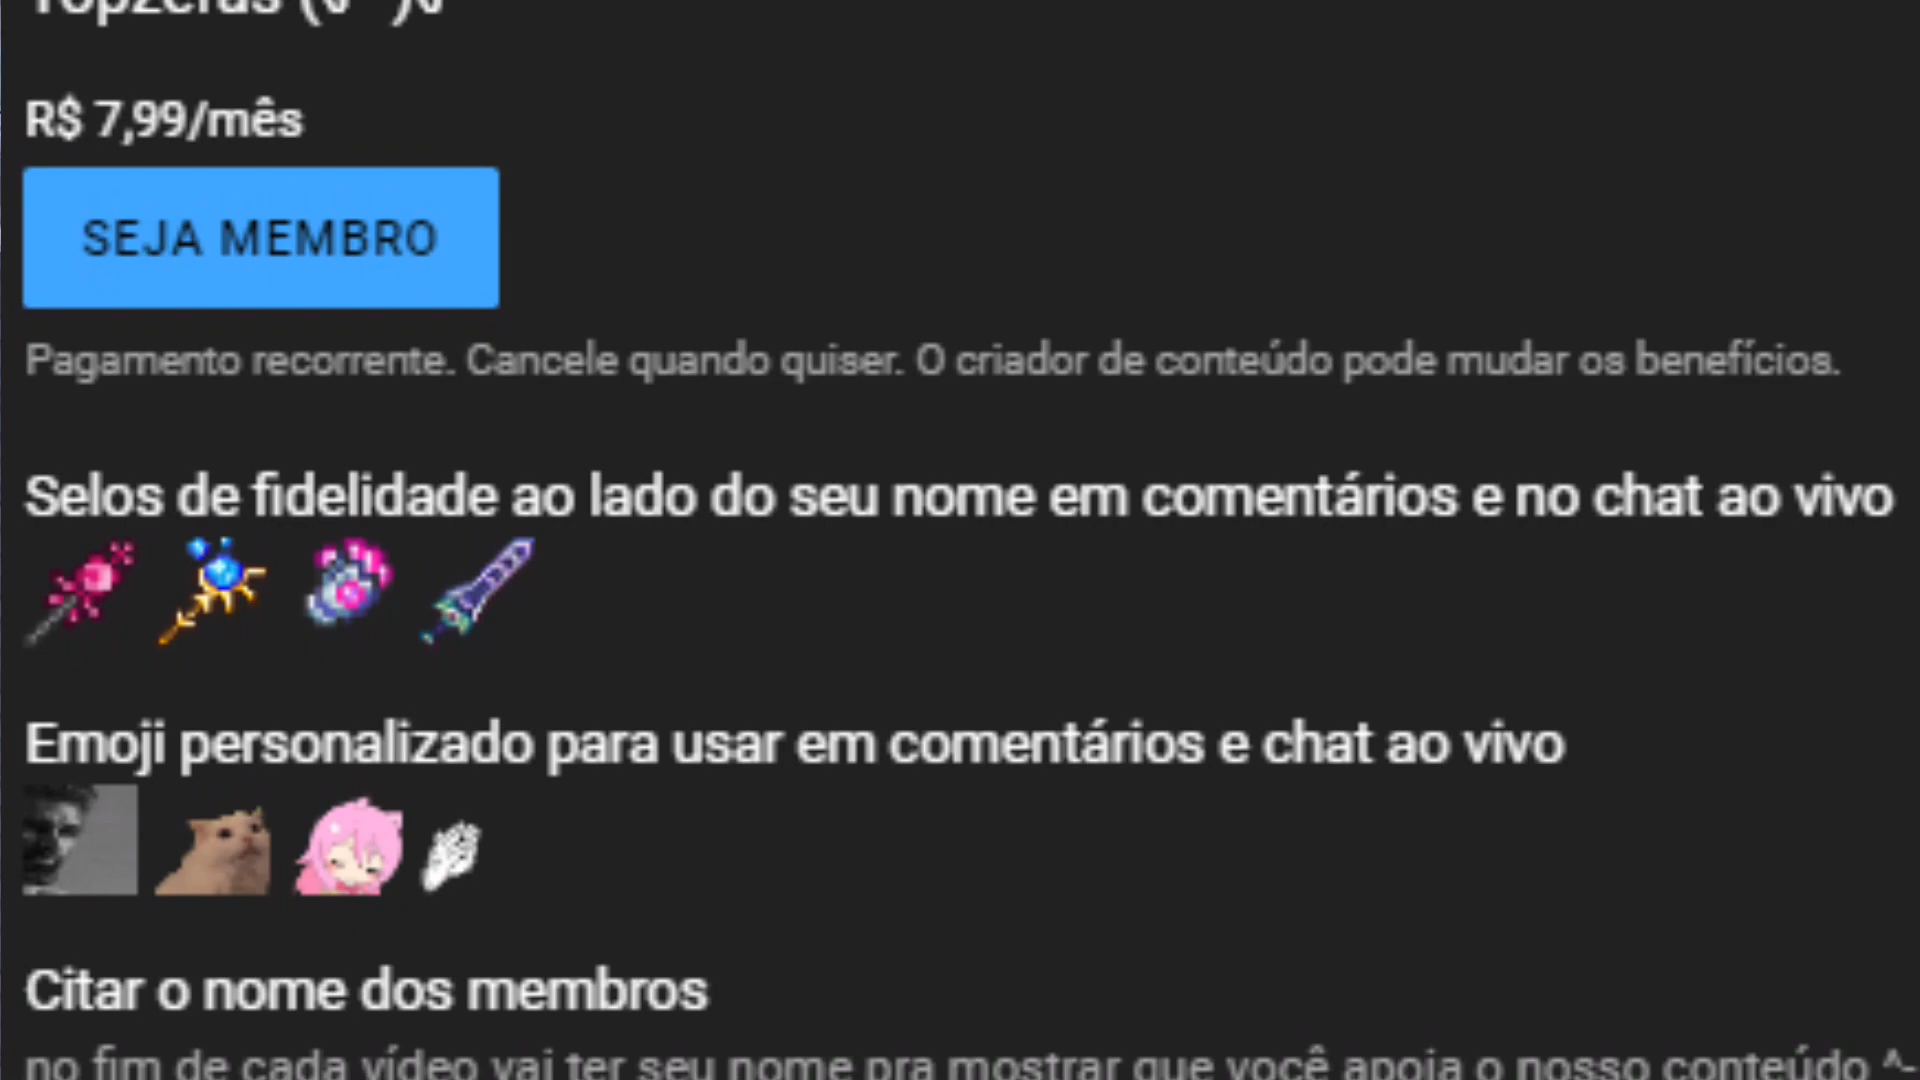 Topzeras
R$ 7,99/mês
SEJA MEMBRO
Pagamento recorrente. Cancele quando quiser. O criador de conteúdo pode mudar os benefícios.
Selos de fidelidade ao lado do seu nome em comentários e no chat ao vivo
Emoji personalizado para usar em comentários e chat ao vivo
Citar o nome dos membros
no fim de cada vídeo vai ter seu nome pra mostrar que você apoia o nosso conteúdo ^-